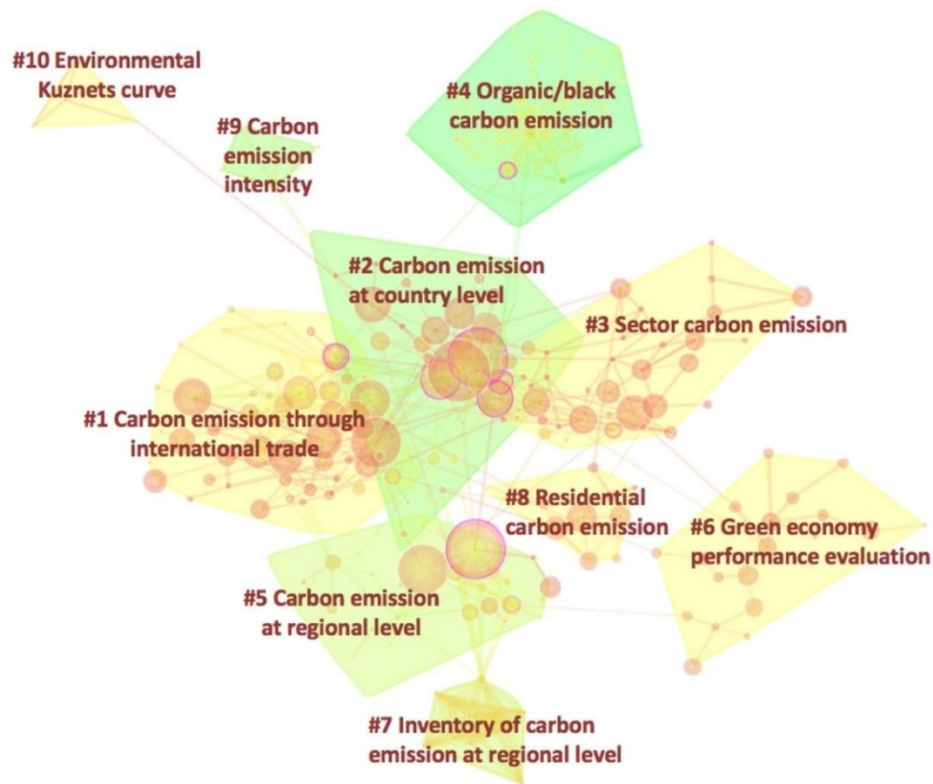 #10 Environmental
Kuznets curve
#4 Organic/black
carbon emission
#9 Carbon
emission
intensity
#2 Carbon emission
at country level
#3 Sector carbon emission
#1 Carbon emission through
international trade
#8 Residential
carbon emission
#6 Green economy
performance evaluation
#5 Carbon emission
at regional level
#7 Inventory of carbon
emission at regional level